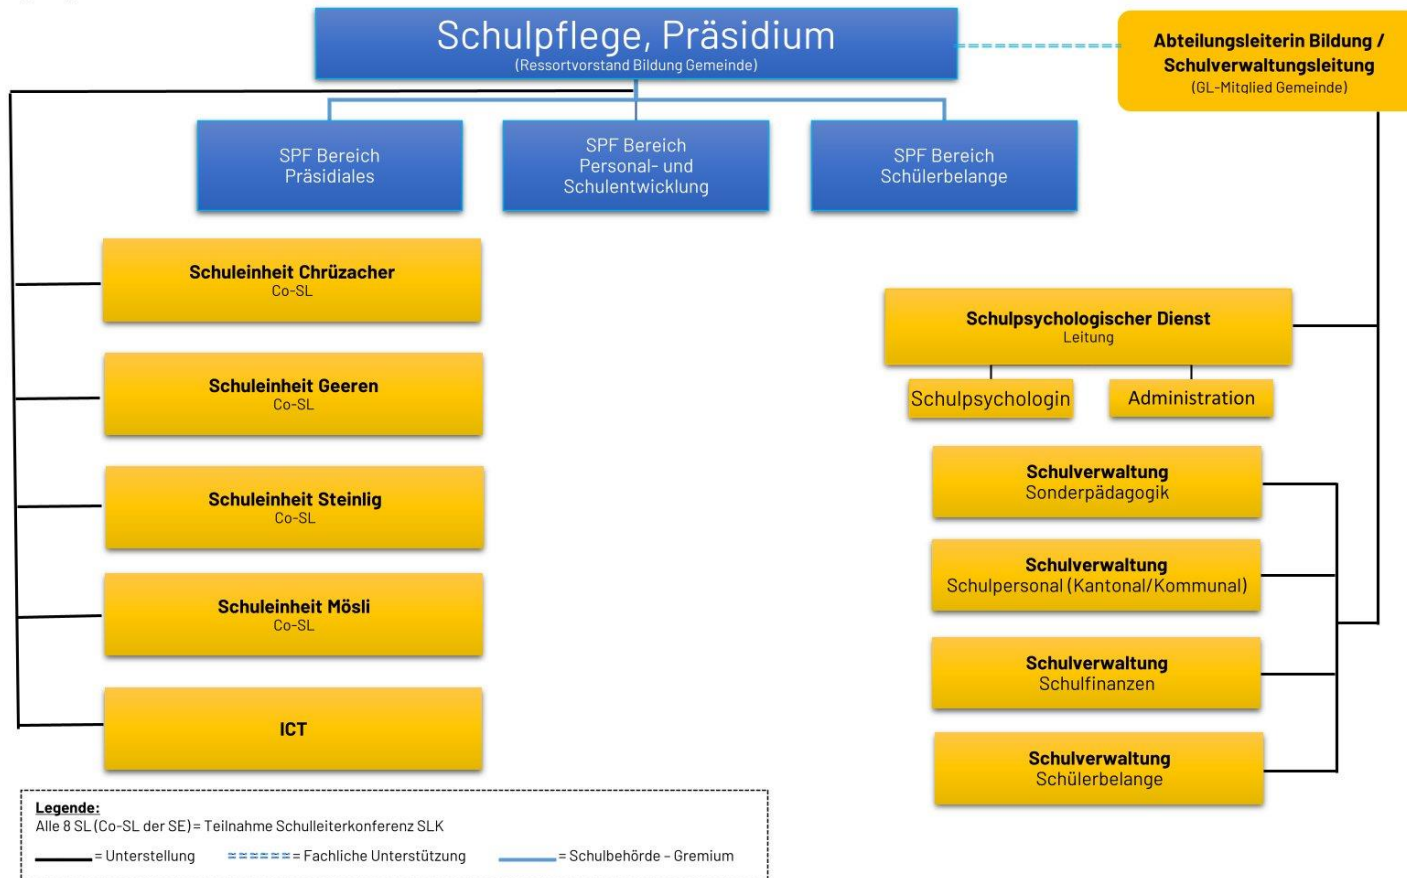 Schulpflege, Präsidium
(Ressortvorstand Bildung Gemeinde)
Abteilungsleiterin Bildung /
Schulverwaltungsleitung
(GL-Mitglied Gemeinde)
SPF Bereich
Präsidiales
SPF Bereich
Personal- und
Schulentwicklung
SPF Bereich
Schülerbelange
Schuleinheit Chrüzacher
Co-SL
Schuleinheit Geeren
Co-SL
Schuleinheit Steinlig
Co-SL
Schuleinheit Mösli
Co-SL
ICT
Schulpsychologischer Dienst
Leitung
Schulpsychologin
Administration
Schulverwaltung
Sonderpädagogik
Schulverwaltung
Schulpersonal (Kantonal/Kommunal)
Schulverwaltung
Schulfinanzen
Schulverwaltung
Schülerbelange
Legende:
Alle 8 SL (Co-SL der SE) = Teilnahme Schulleiterkonferenz SLK
= Unterstellung = Fachliche Unterstützung = Schulbehörde - Gremium